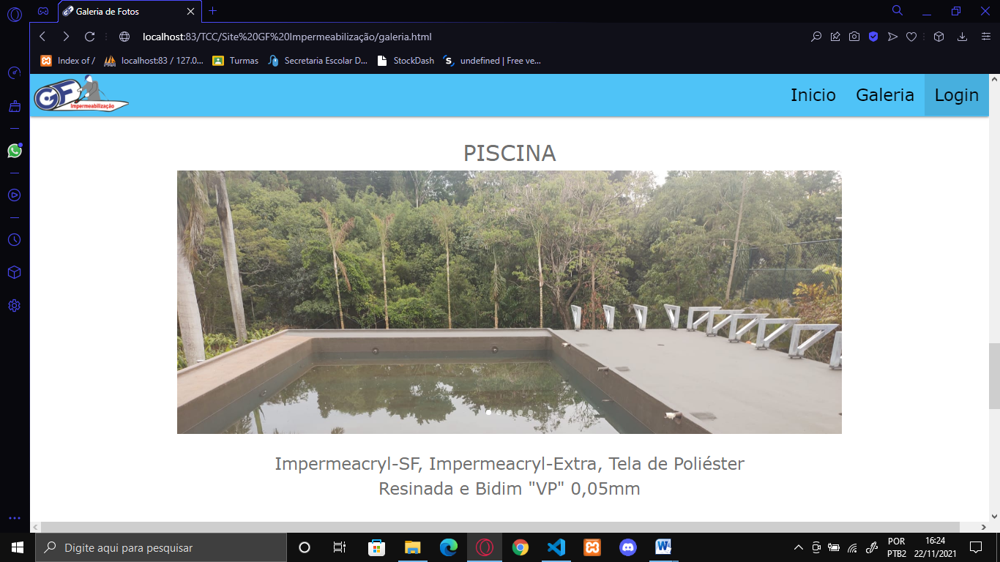 Galeria de Fotos
localhost:83/TCC/Site%20GF%20Impermeabilização/galeria.html
Index of /
localhost:83 / 127.0...
Turmas
Secretaria Escolar D...
StockDash
undefined | Free ve...
GF
Impermeabilização
Inicio
Galeria
Login
PISCINA
Impermeacryl-SF, Impermeacryl-Extra, Tela de Poliéster
Resinada e Bidim "VP" 0,05mm
Digite aqui para pesquisar
POR
PTB2
16:24
22/11/2021